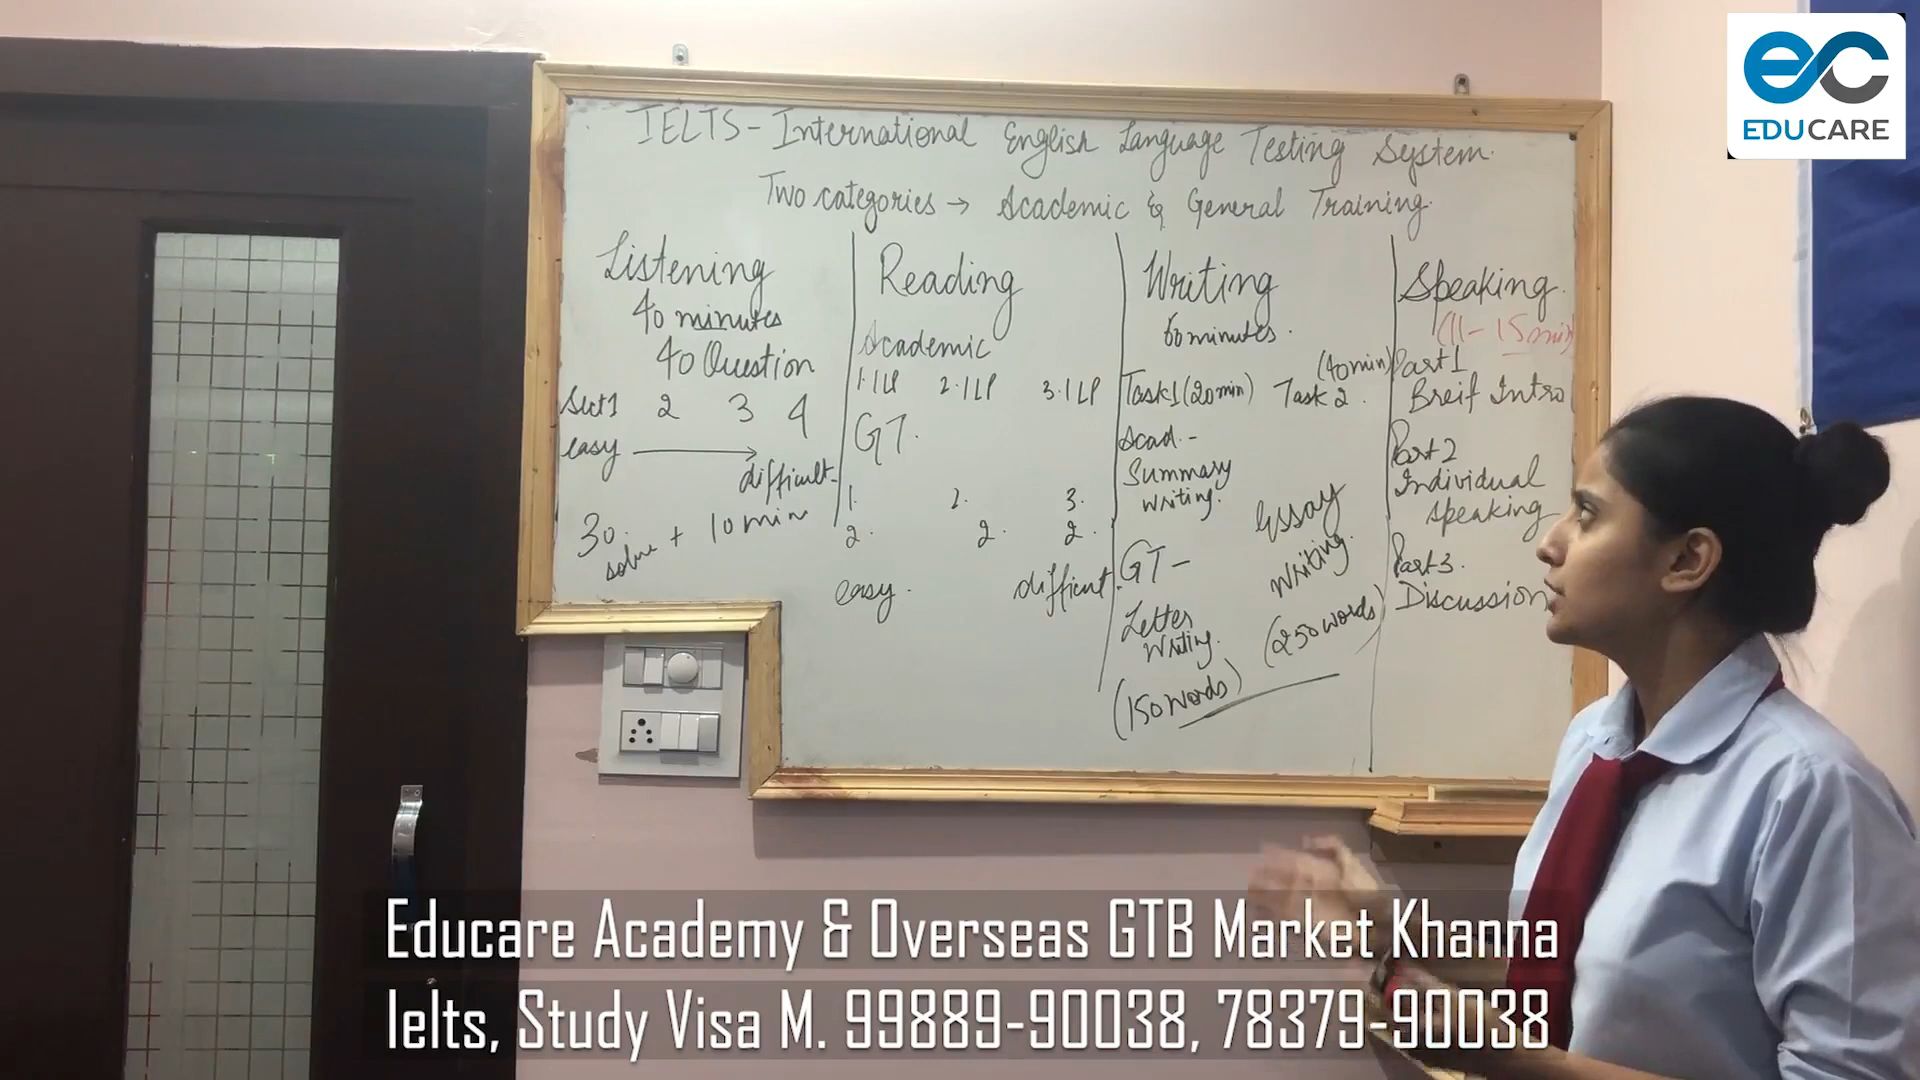 IELTS - International English Language Testing System.
Two categories → Academic & General Training.
Listening
40 minutes
40 Question
Sect1 2 3 4
easy → difficult.
30. solve + 10 min
Reading
Academic
1. 1LP 2. 1LP 3. 1LP
GT.
1. 2. 3.
2. 2. 2.
easy. difficult.
Writing
60 minutes.
Task1 (20min) Task 2. (40min)
Acad. -
Summary
writing.
GT -
Letter
Writing.
(150 words)
Essay
Writing.
(250 words)
Speaking.
(11 - 15 min)
Part 1
Breif Intro
Part 2
Individual
speaking
Part 3.
Discussion
ec
EDUCARE
Educare Academy & Overseas GTB Market Khanna
Ielts, Study Visa M. 99889-90038, 78379-90038